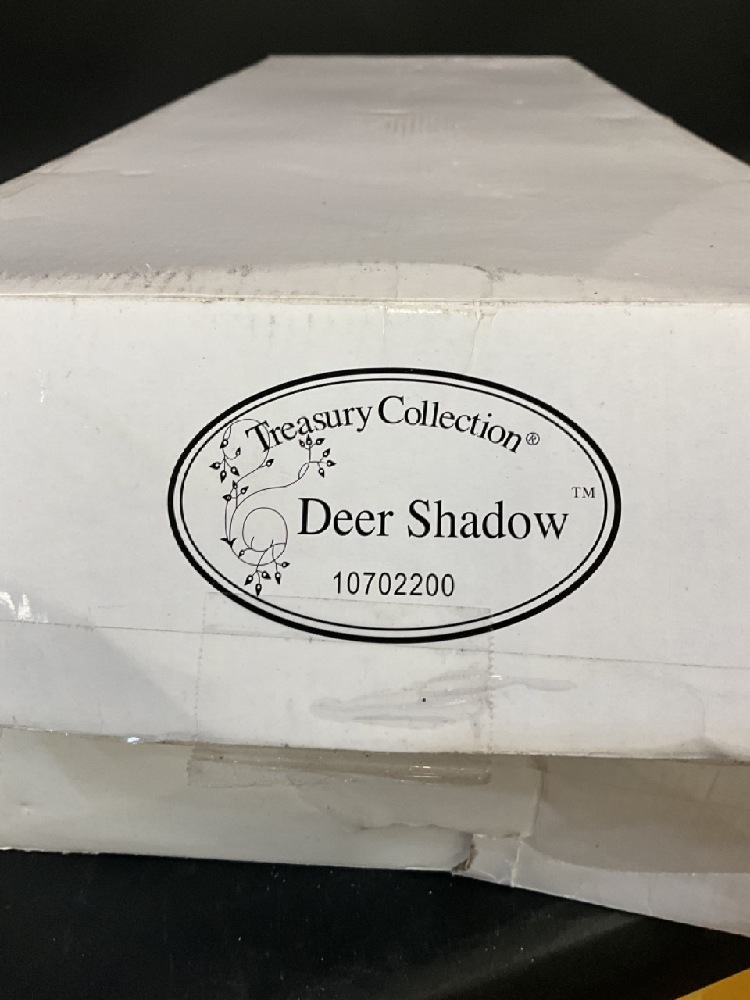 Treasury Collection®
Deer Shadow™
10702200